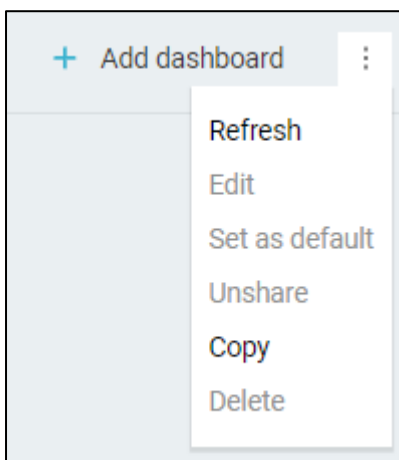 + Add dashboard
Refresh
Edit
Set as default
Unshare
Copy
Delete